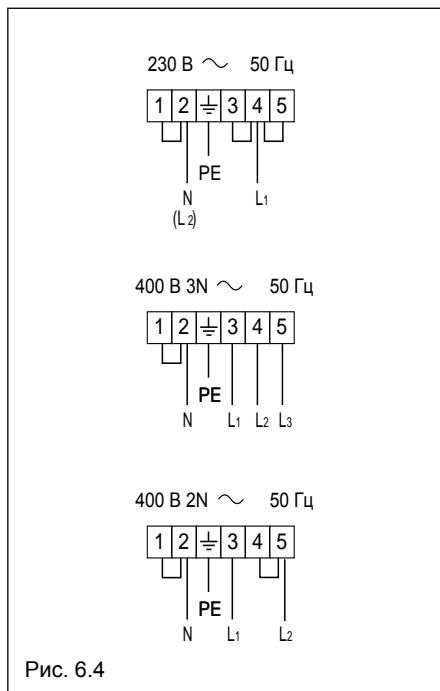 230 В ~ 50 Гц
1 2 ⏚ 3 4 5
PE
N L1
(L2)
400 В 3N ~ 50 Гц
1 2 ⏚ 3 4 5
PE
N L1 L2 L3
400 В 2N ~ 50 Гц
1 2 ⏚ 3 4 5
PE
N L1 L2
Рис. 6.4